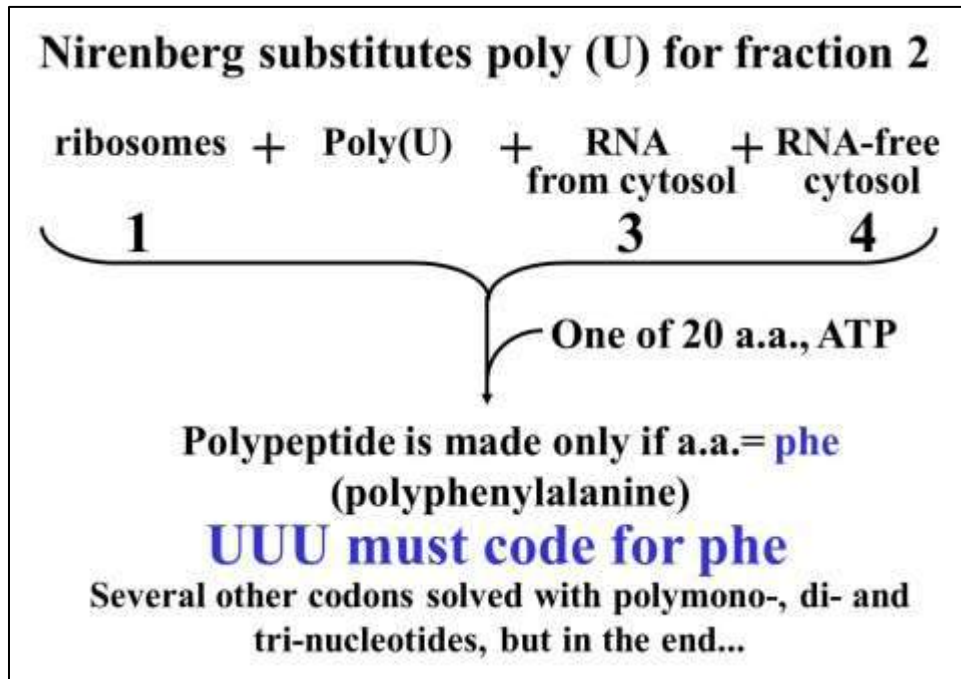 Nirenberg substitutes poly (U) for fraction 2
ribosomes + Poly(U) + RNA + RNA-free
from cytosol cytosol
1 3 4
One of 20 a.a., ATP
Polypeptide is made only if a.a.= phe
(polyphenylalanine)
UUU must code for phe
Several other codons solved with polymono-, di- and
tri-nucleotides, but in the end...